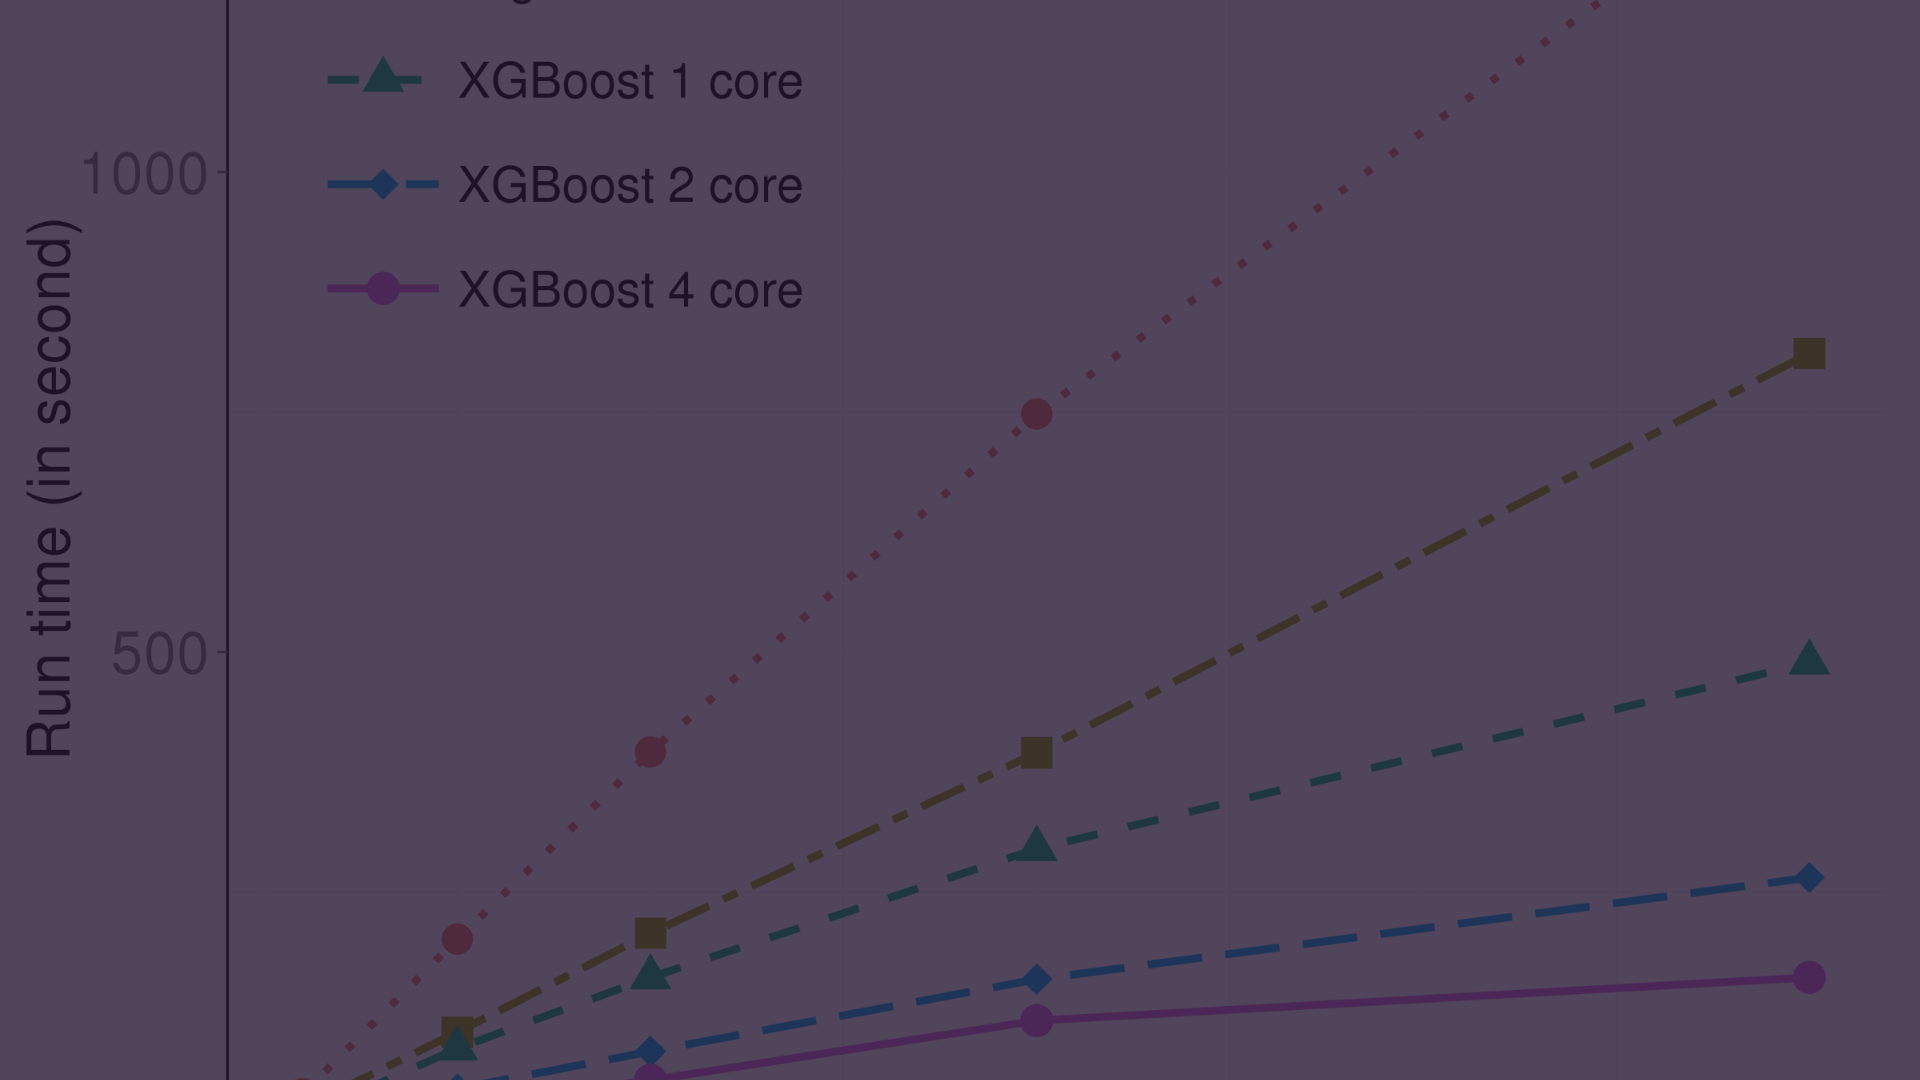 XGBoost 1 core
1000
XGBoost 2 core
XGBoost 4 core
Run time (in second)
500